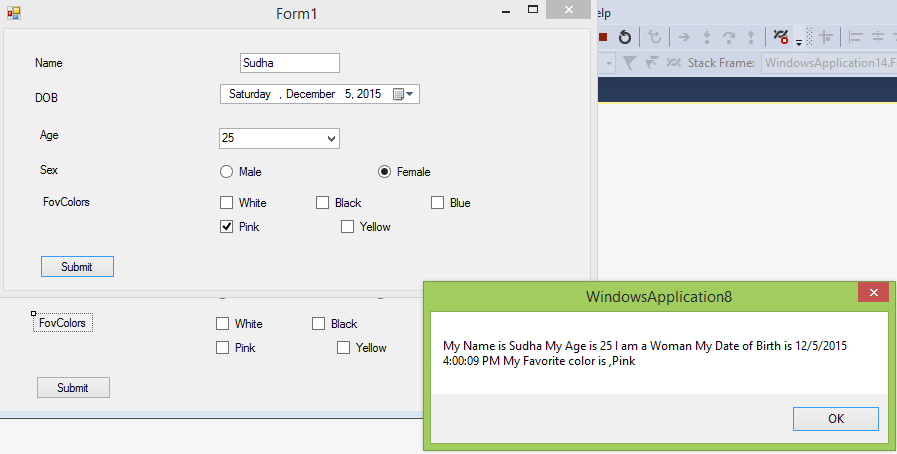 Form1
elp
Stack Frame: WindowsApplication14.F
Name Sudha
DOB Saturday , December 5, 2015
Age 25
Sex Male Female
FovColors White Black Blue
Pink Yellow
Submit
FovColors White Black
Pink Yellow
Submit
WindowsApplication8
My Name is Sudha My Age is 25 I am a Woman My Date of Birth is 12/5/2015
4:00:09 PM My Favorite color is ,Pink
OK